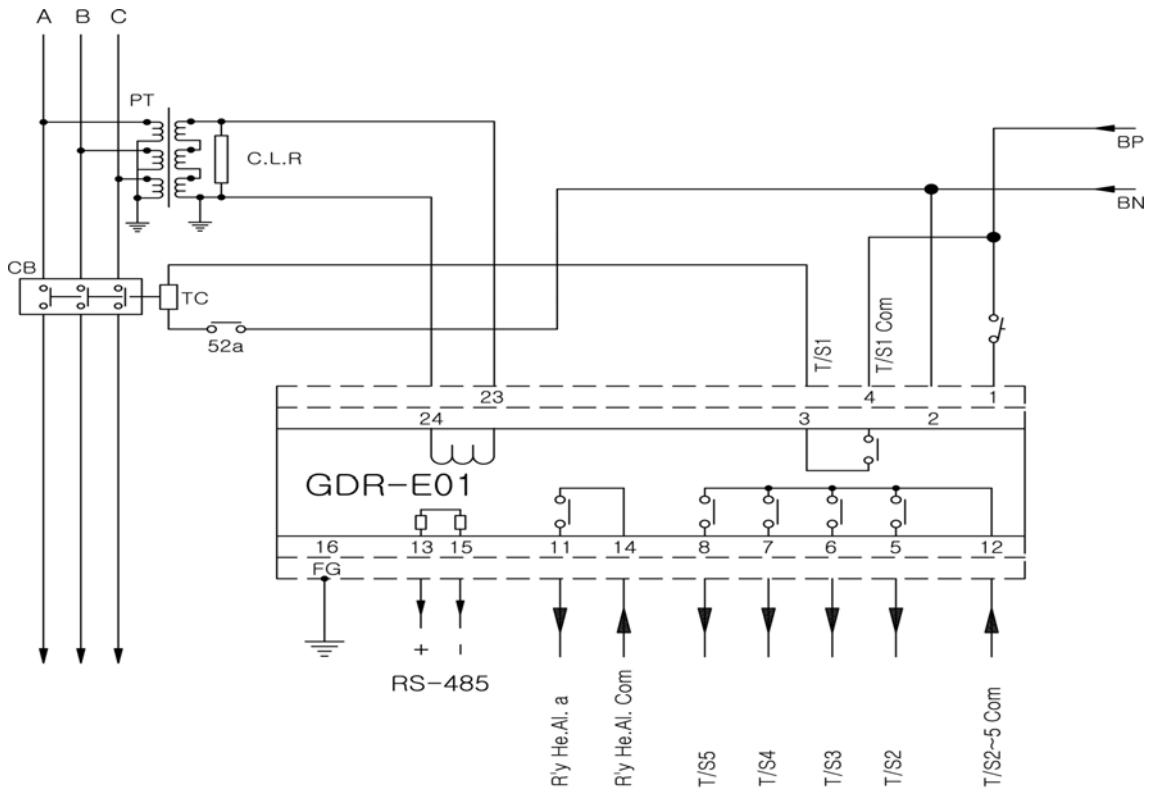 A B C
PT
C.L.R
BP
BN
CB
TC
52a
T/S1
T/S1 Com
23 4 1
24 3 2
GDR-E01
16 13 15 11 14 8 7 6 5 12
FG
+ -
RS-485
R'y He.Al. a
R'y He.Al. Com
T/S5
T/S4
T/S3
T/S2
T/S2~5 Com